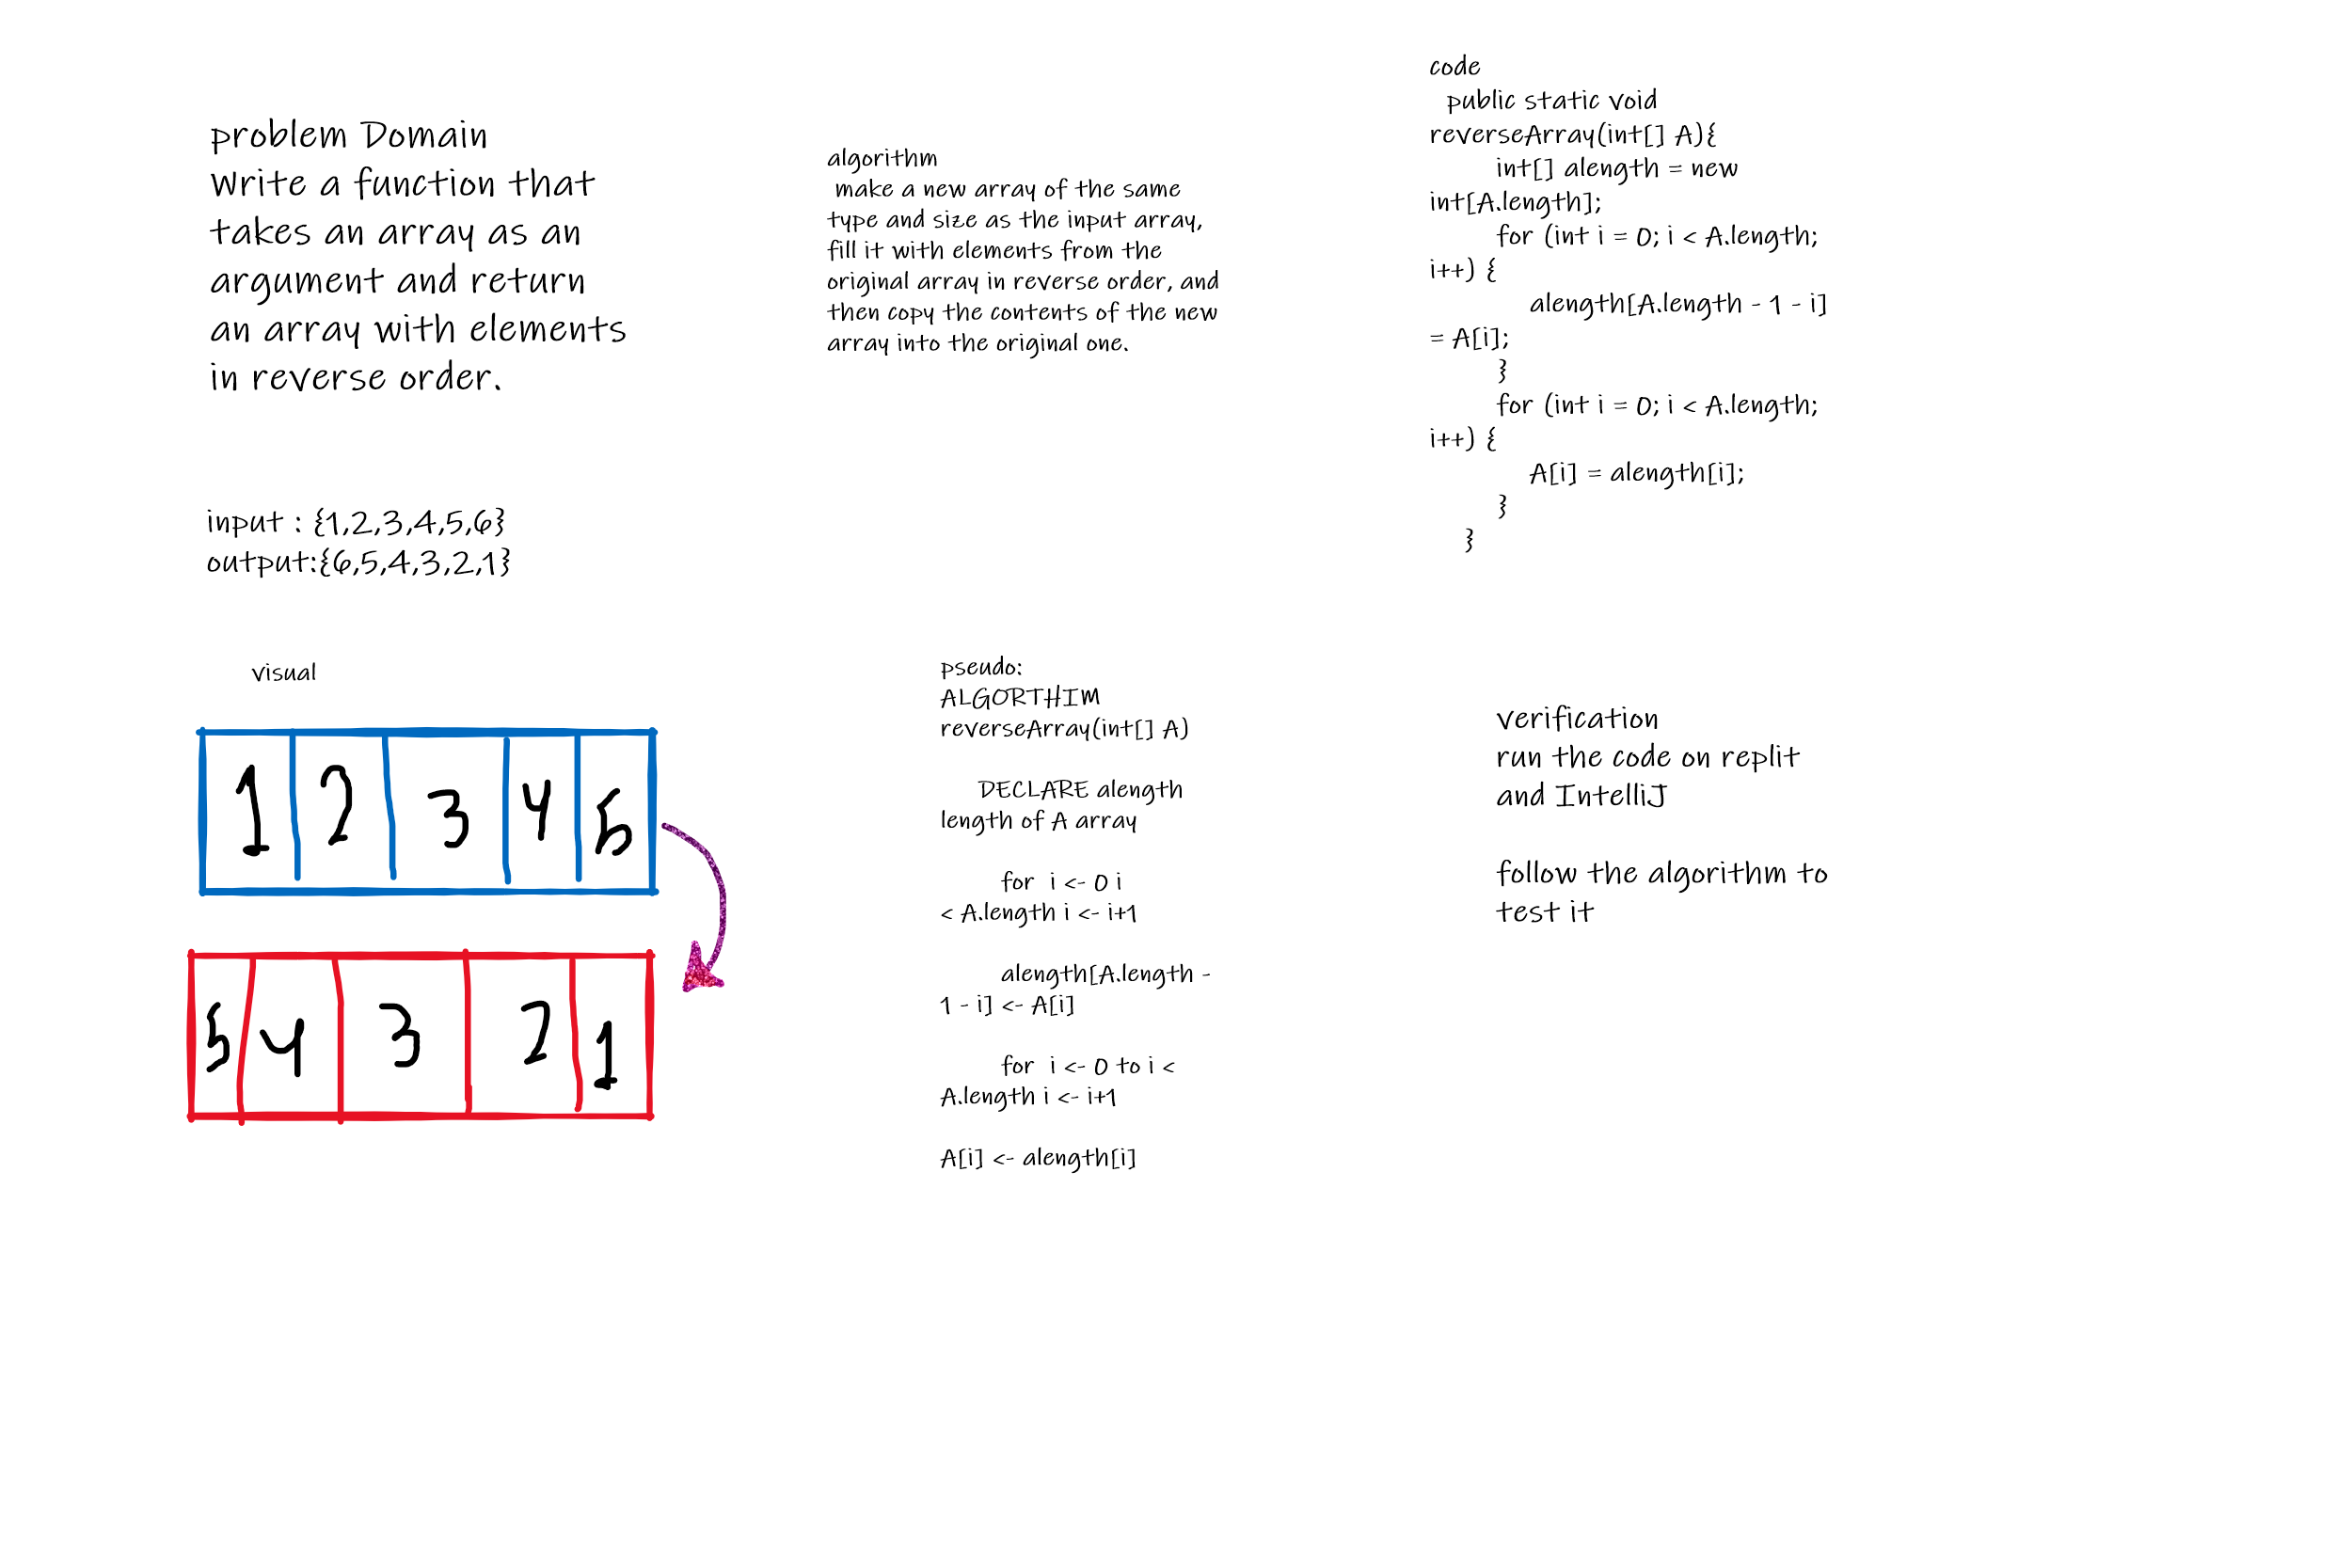 problem Domain
Write a function that
takes an array as an
argument and return
an array with elements
in reverse order.
input : {1,2,3,4,5,6}
output:{6,5,4,3,2,1}
visual
1 2 3 4 5
5 4 3 2 1
algorithm
make a new array of the same
type and size as the input array,
fill it with elements from the
original array in reverse order, and
then copy the contents of the new
array into the original one.
pseudo:
ALGORTHIM
reverseArray(int[] A)
DECLARE alength
length of A array
for i <- 0 i
< A.length i <- i+1
alength[A.length -
1 - i] <- A[i]
for i <- 0 to i <
A.length i <- i+1
A[i] <- alength[i]
code
public static void
reverseArray(int[] A){
int[] alength = new
int[A.length];
for (int i = 0; i < A.length;
i++) {
alength[A.length - 1 - i]
= A[i];
}
for (int i = 0; i < A.length;
i++) {
A[i] = alength[i];
}
}
verification
run the code on replit
and IntelliJ
follow the algorithm to
test it